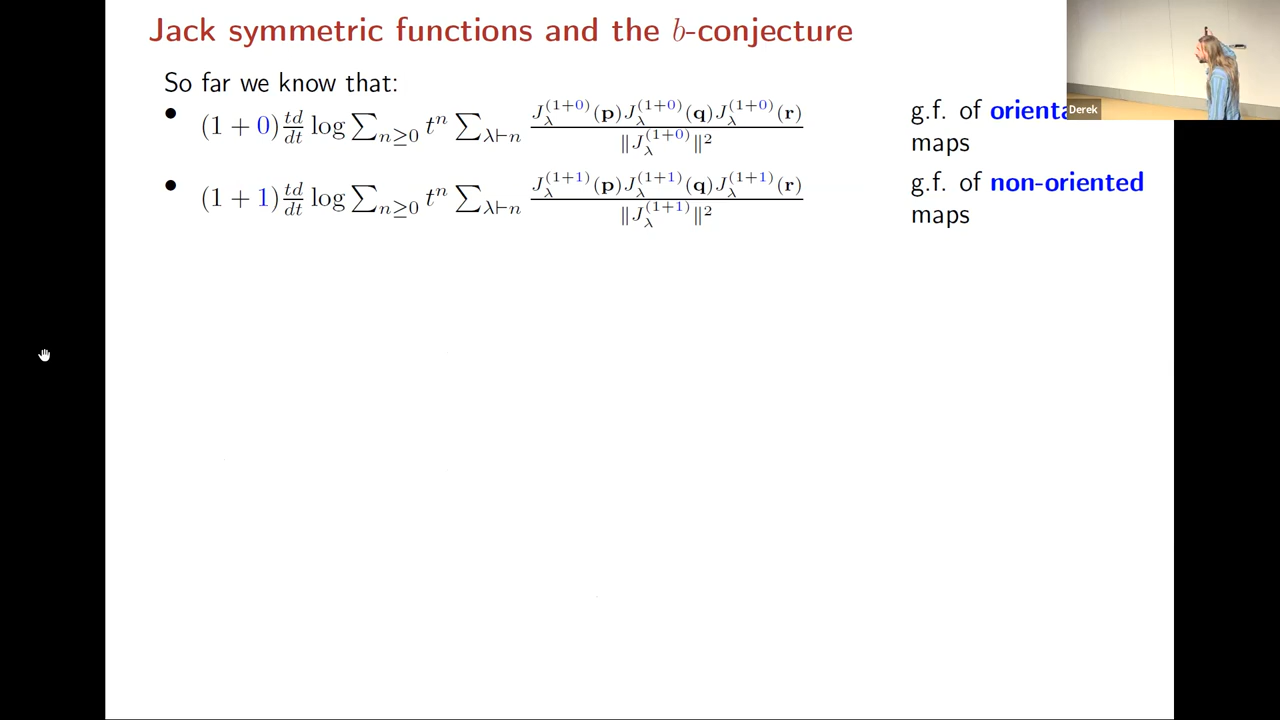 Jack symmetric functions and the b-conjecture
So far we know that:
• (1 + 0) td/dt log ∑_{n≥0} t^n ∑_{λ⊢n} J_λ^{(1+0)}(p)J_λ^{(1+0)}(q)J_λ^{(1+0)}(r) / ‖J_λ^{(1+0)}‖² g.f. of
maps
• (1 + 1) td/dt log ∑_{n≥0} t^n ∑_{λ⊢n} J_λ^{(1+1)}(p)J_λ^{(1+1)}(q)J_λ^{(1+1)}(r) / ‖J_λ^{(1+1)}‖² g.f. of non-oriented
maps
Derek